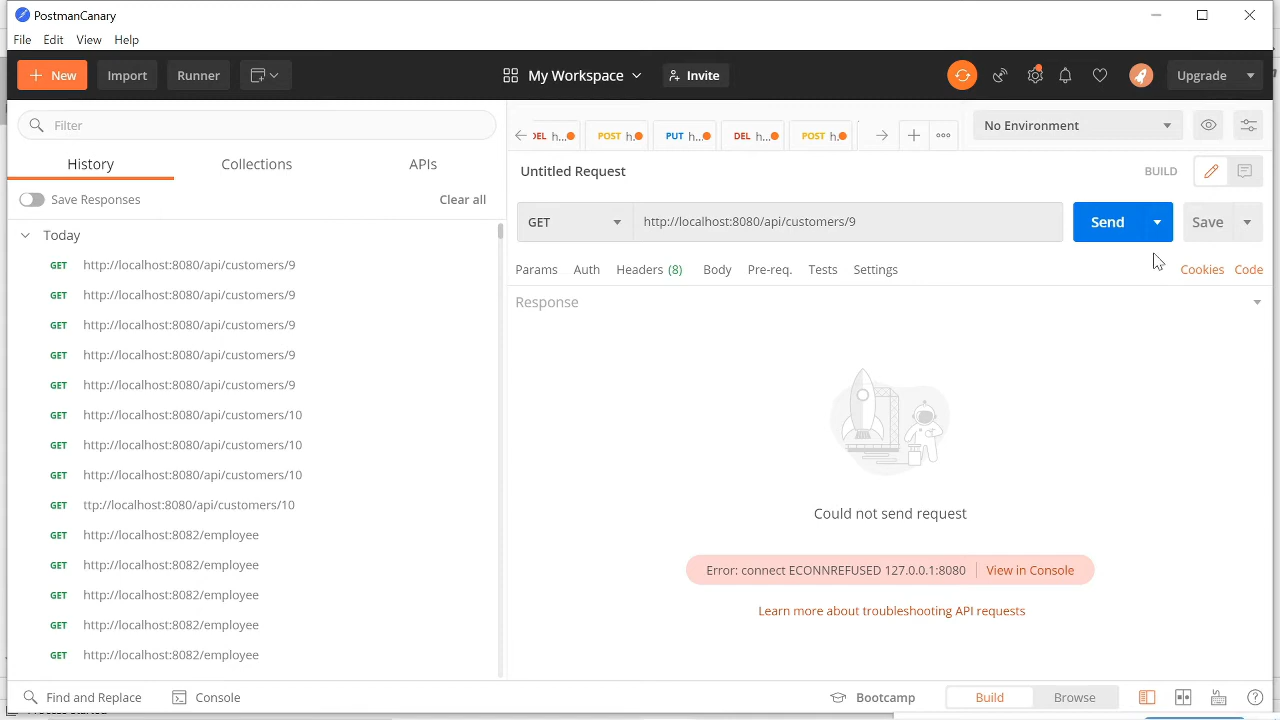 PostmanCanary
File Edit View Help
New Import Runner My Workspace Invite Upgrade
Filter
History Collections APIs
Save Responses Clear all
Today
GET http://localhost:8080/api/customers/9
GET http://localhost:8080/api/customers/9
GET http://localhost:8080/api/customers/9
GET http://localhost:8080/api/customers/9
GET http://localhost:8080/api/customers/9
GET http://localhost:8080/api/customers/10
GET http://localhost:8080/api/customers/10
GET http://localhost:8080/api/customers/10
GET ttp://localhost:8080/api/customers/10
GET http://localhost:8082/employee
GET http://localhost:8082/employee
GET http://localhost:8082/employee
GET http://localhost:8082/employee
GET http://localhost:8082/employee
DEL h... POST h... PUT h... DEL h... POST h... No Environment
Untitled Request BUILD
GET http://localhost:8080/api/customers/9 Send Save
Params Auth Headers (8) Body Pre-req. Tests Settings Cookies Code
Response
Could not send request
Error: connect ECONNREFUSED 127.0.0.1:8080 View in Console
Learn more about troubleshooting API requests
Find and Replace Console Bootcamp Build Browse